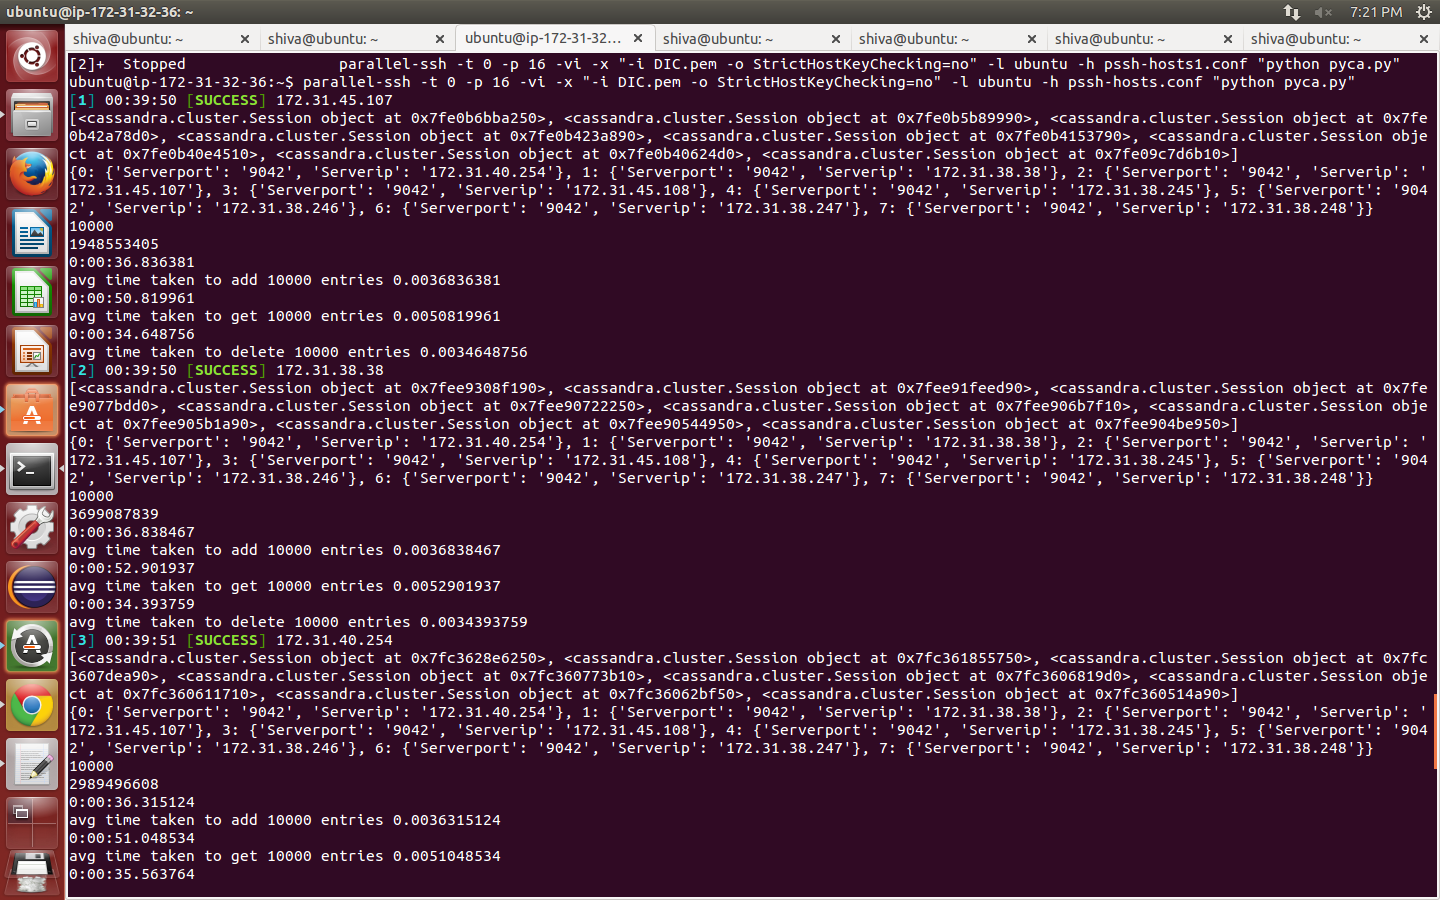 ubuntu@ip-172-31-32-36: ~
7:21 PM
shiva@ubuntu: ~ × shiva@ubuntu: ~ × ubuntu@ip-172-31-32... × shiva@ubuntu: ~ × shiva@ubuntu: ~ × shiva@ubuntu: ~ × shiva@ubuntu: ~ ×
[2]+  Stopped                 parallel-ssh -t 0 -p 16 -vi -x "-i DIC.pem -o StrictHostKeyChecking=no" -l ubuntu -h pssh-hosts1.conf "python pyca.py"
ubuntu@ip-172-31-32-36:~$ parallel-ssh -t 0 -p 16 -vi -x "-i DIC.pem -o StrictHostKeyChecking=no" -l ubuntu -h pssh-hosts.conf "python pyca.py"
[1] 00:39:50 [SUCCESS] 172.31.45.107
[<cassandra.cluster.Session object at 0x7fe0b6bba250>, <cassandra.cluster.Session object at 0x7fe0b5b89990>, <cassandra.cluster.Session object at 0x7fe
0b42a78d0>, <cassandra.cluster.Session object at 0x7fe0b423a890>, <cassandra.cluster.Session object at 0x7fe0b4153790>, <cassandra.cluster.Session obje
ct at 0x7fe0b40e4510>, <cassandra.cluster.Session object at 0x7fe0b40624d0>, <cassandra.cluster.Session object at 0x7fe09c7d6b10>]
{0: {'Serverport': '9042', 'Serverip': '172.31.40.254'}, 1: {'Serverport': '9042', 'Serverip': '172.31.38.38'}, 2: {'Serverport': '9042', 'Serverip': '
172.31.45.107'}, 3: {'Serverport': '9042', 'Serverip': '172.31.45.108'}, 4: {'Serverport': '9042', 'Serverip': '172.31.38.245'}, 5: {'Serverport': '904
2', 'Serverip': '172.31.38.246'}, 6: {'Serverport': '9042', 'Serverip': '172.31.38.247'}, 7: {'Serverport': '9042', 'Serverip': '172.31.38.248'}}
10000
1948553405
0:00:36.836381
avg time taken to add 10000 entries 0.0036836381
0:00:50.819961
avg time taken to get 10000 entries 0.0050819961
0:00:34.648756
avg time taken to delete 10000 entries 0.0034648756
[2] 00:39:50 [SUCCESS] 172.31.38.38
[<cassandra.cluster.Session object at 0x7fee9308f190>, <cassandra.cluster.Session object at 0x7fee91feed90>, <cassandra.cluster.Session object at 0x7fe
e9077bdd0>, <cassandra.cluster.Session object at 0x7fee90722250>, <cassandra.cluster.Session object at 0x7fee906b7f10>, <cassandra.cluster.Session obje
ct at 0x7fee905b1a90>, <cassandra.cluster.Session object at 0x7fee90544950>, <cassandra.cluster.Session object at 0x7fee904be950>]
{0: {'Serverport': '9042', 'Serverip': '172.31.40.254'}, 1: {'Serverport': '9042', 'Serverip': '172.31.38.38'}, 2: {'Serverport': '9042', 'Serverip': '
172.31.45.107'}, 3: {'Serverport': '9042', 'Serverip': '172.31.45.108'}, 4: {'Serverport': '9042', 'Serverip': '172.31.38.245'}, 5: {'Serverport': '904
2', 'Serverip': '172.31.38.246'}, 6: {'Serverport': '9042', 'Serverip': '172.31.38.247'}, 7: {'Serverport': '9042', 'Serverip': '172.31.38.248'}}
10000
3699087839
0:00:36.838467
avg time taken to add 10000 entries 0.0036838467
0:00:52.901937
avg time taken to get 10000 entries 0.0052901937
0:00:34.393759
avg time taken to delete 10000 entries 0.0034393759
[3] 00:39:51 [SUCCESS] 172.31.40.254
[<cassandra.cluster.Session object at 0x7fc3628e6250>, <cassandra.cluster.Session object at 0x7fc361855750>, <cassandra.cluster.Session object at 0x7fc
3607dea90>, <cassandra.cluster.Session object at 0x7fc360773b10>, <cassandra.cluster.Session object at 0x7fc3606819d0>, <cassandra.cluster.Session obje
ct at 0x7fc360611710>, <cassandra.cluster.Session object at 0x7fc36062bf50>, <cassandra.cluster.Session object at 0x7fc360514a90>]
{0: {'Serverport': '9042', 'Serverip': '172.31.40.254'}, 1: {'Serverport': '9042', 'Serverip': '172.31.38.38'}, 2: {'Serverport': '9042', 'Serverip': '
172.31.45.107'}, 3: {'Serverport': '9042', 'Serverip': '172.31.45.108'}, 4: {'Serverport': '9042', 'Serverip': '172.31.38.245'}, 5: {'Serverport': '904
2', 'Serverip': '172.31.38.246'}, 6: {'Serverport': '9042', 'Serverip': '172.31.38.247'}, 7: {'Serverport': '9042', 'Serverip': '172.31.38.248'}}
10000
2989496608
0:00:36.315124
avg time taken to add 10000 entries 0.0036315124
0:00:51.048534
avg time taken to get 10000 entries 0.0051048534
0:00:35.563764